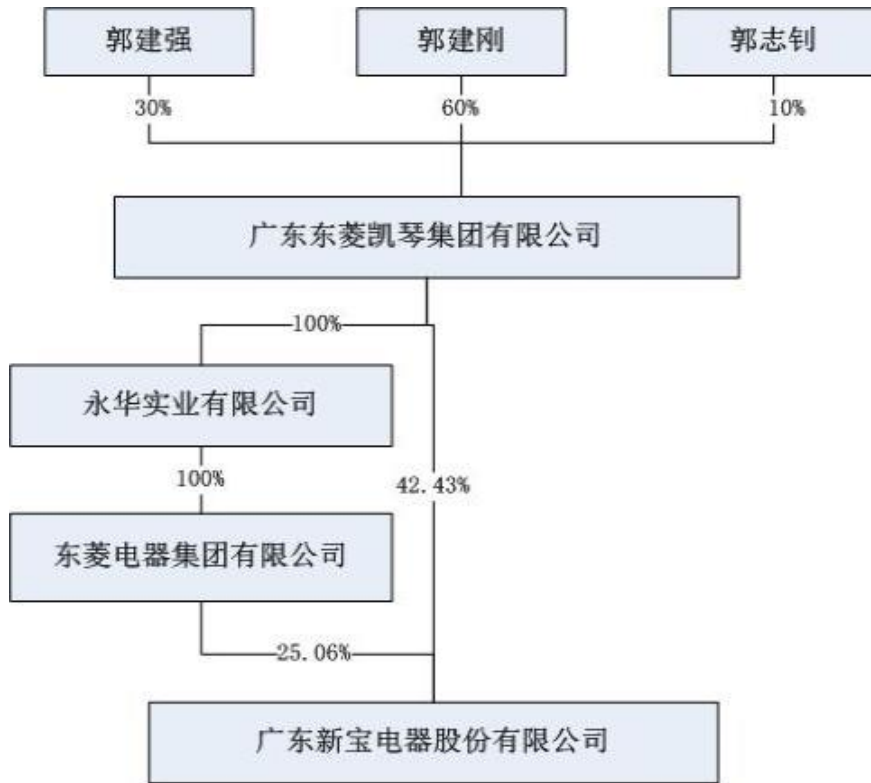 郭建强
郭建刚
郭志钊
30%
60%
10%
广东东菱凯琴集团有限公司
100%
永华实业有限公司
100%
42.43%
东菱电器集团有限公司
25.06%
广东新宝电器股份有限公司